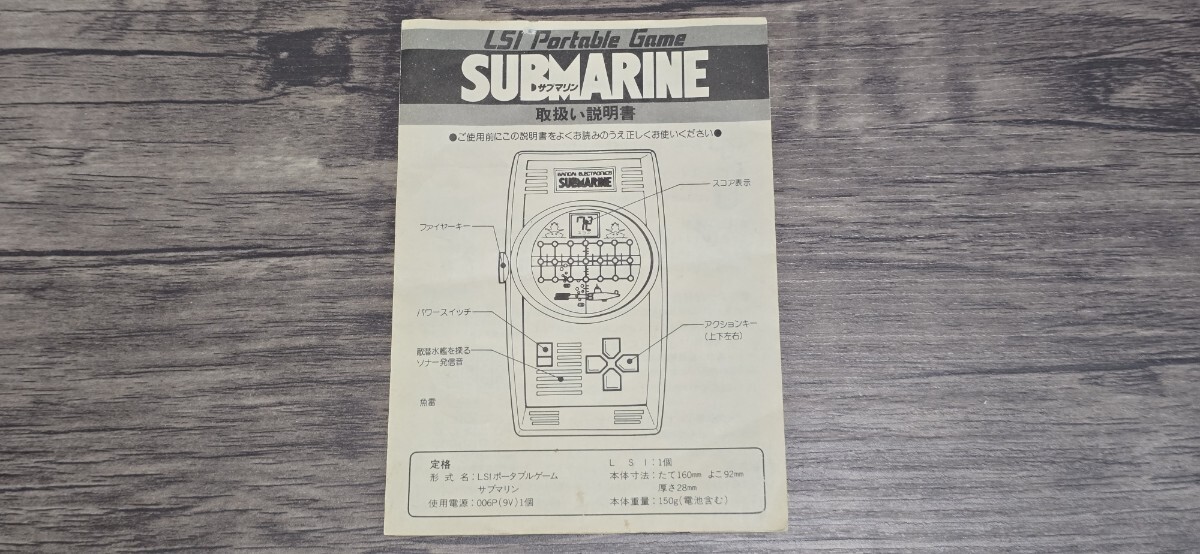 LSI Portable Game
SUBMARINE
サブマリン
取扱い説明書
●ご使用前にこの説明書をよくお読みのうえ正しくお使いください●
BANDAI ELECTRONICS
SUBMARINE
スコア表示
ファイヤーキー
パワースイッチ
アクションキー
(上下左右)
敵潜水艦を探る
ソナー発信音
魚雷
定格
形式名:LSIポータブルゲーム
サブマリン
使用電源:006P(9V)1個
LSI:1個
本体寸法:たて160mm よこ92mm
厚さ28mm
本体重量:150g(電池含む)